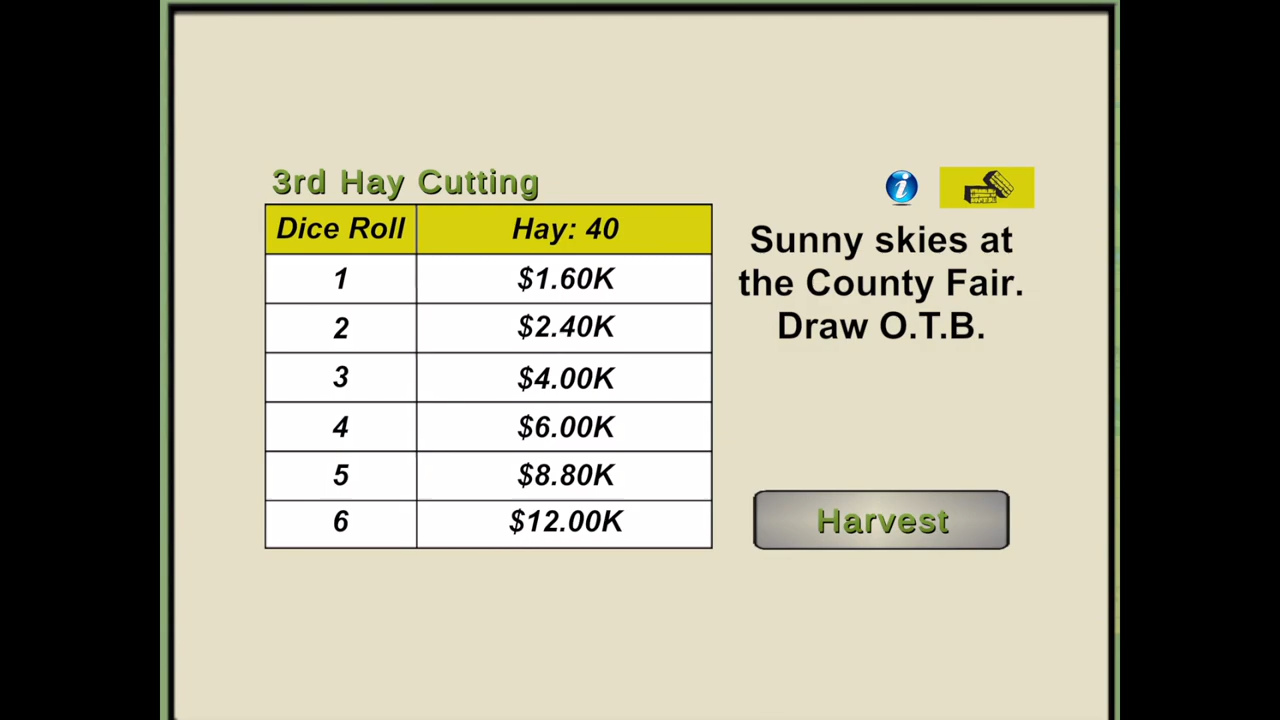 3rd Hay Cutting
Dice Roll Hay: 40
1 $1.60K
2 $2.40K
3 $4.00K
4 $6.00K
5 $8.80K
6 $12.00K
i
Sunny skies at
the County Fair.
Draw O.T.B.
Harvest